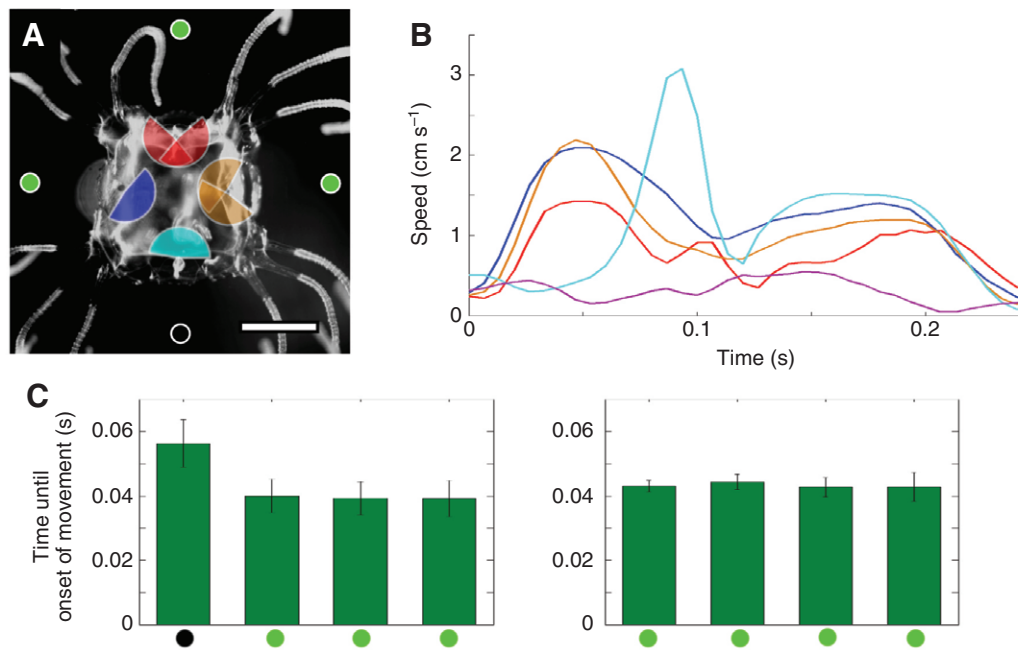 A
B
Speed (cm s⁻¹)
3
2
1
0
0 0.1 0.2
Time (s)
C
Time until
onset of movement (s)
0.06
0.04
0.02
0
0.06
0.04
0.02
0